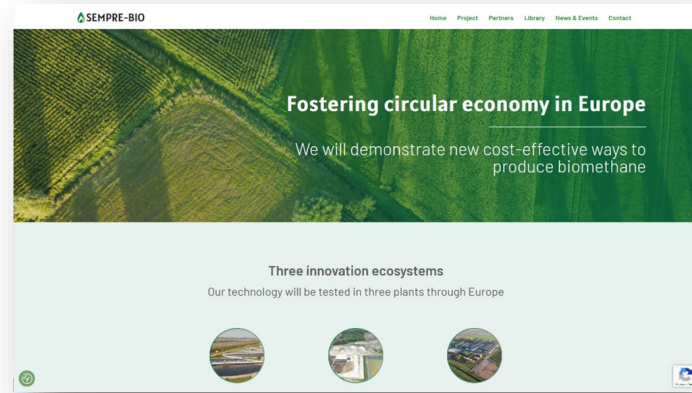 SEMPRE-BIO
Home Project Partners Library News & Events Contact
Fostering circular economy in Europe
We will demonstrate new cost-effective ways to
produce biomethane
Three innovation ecosystems
Our technology will be tested in three plants through Europe